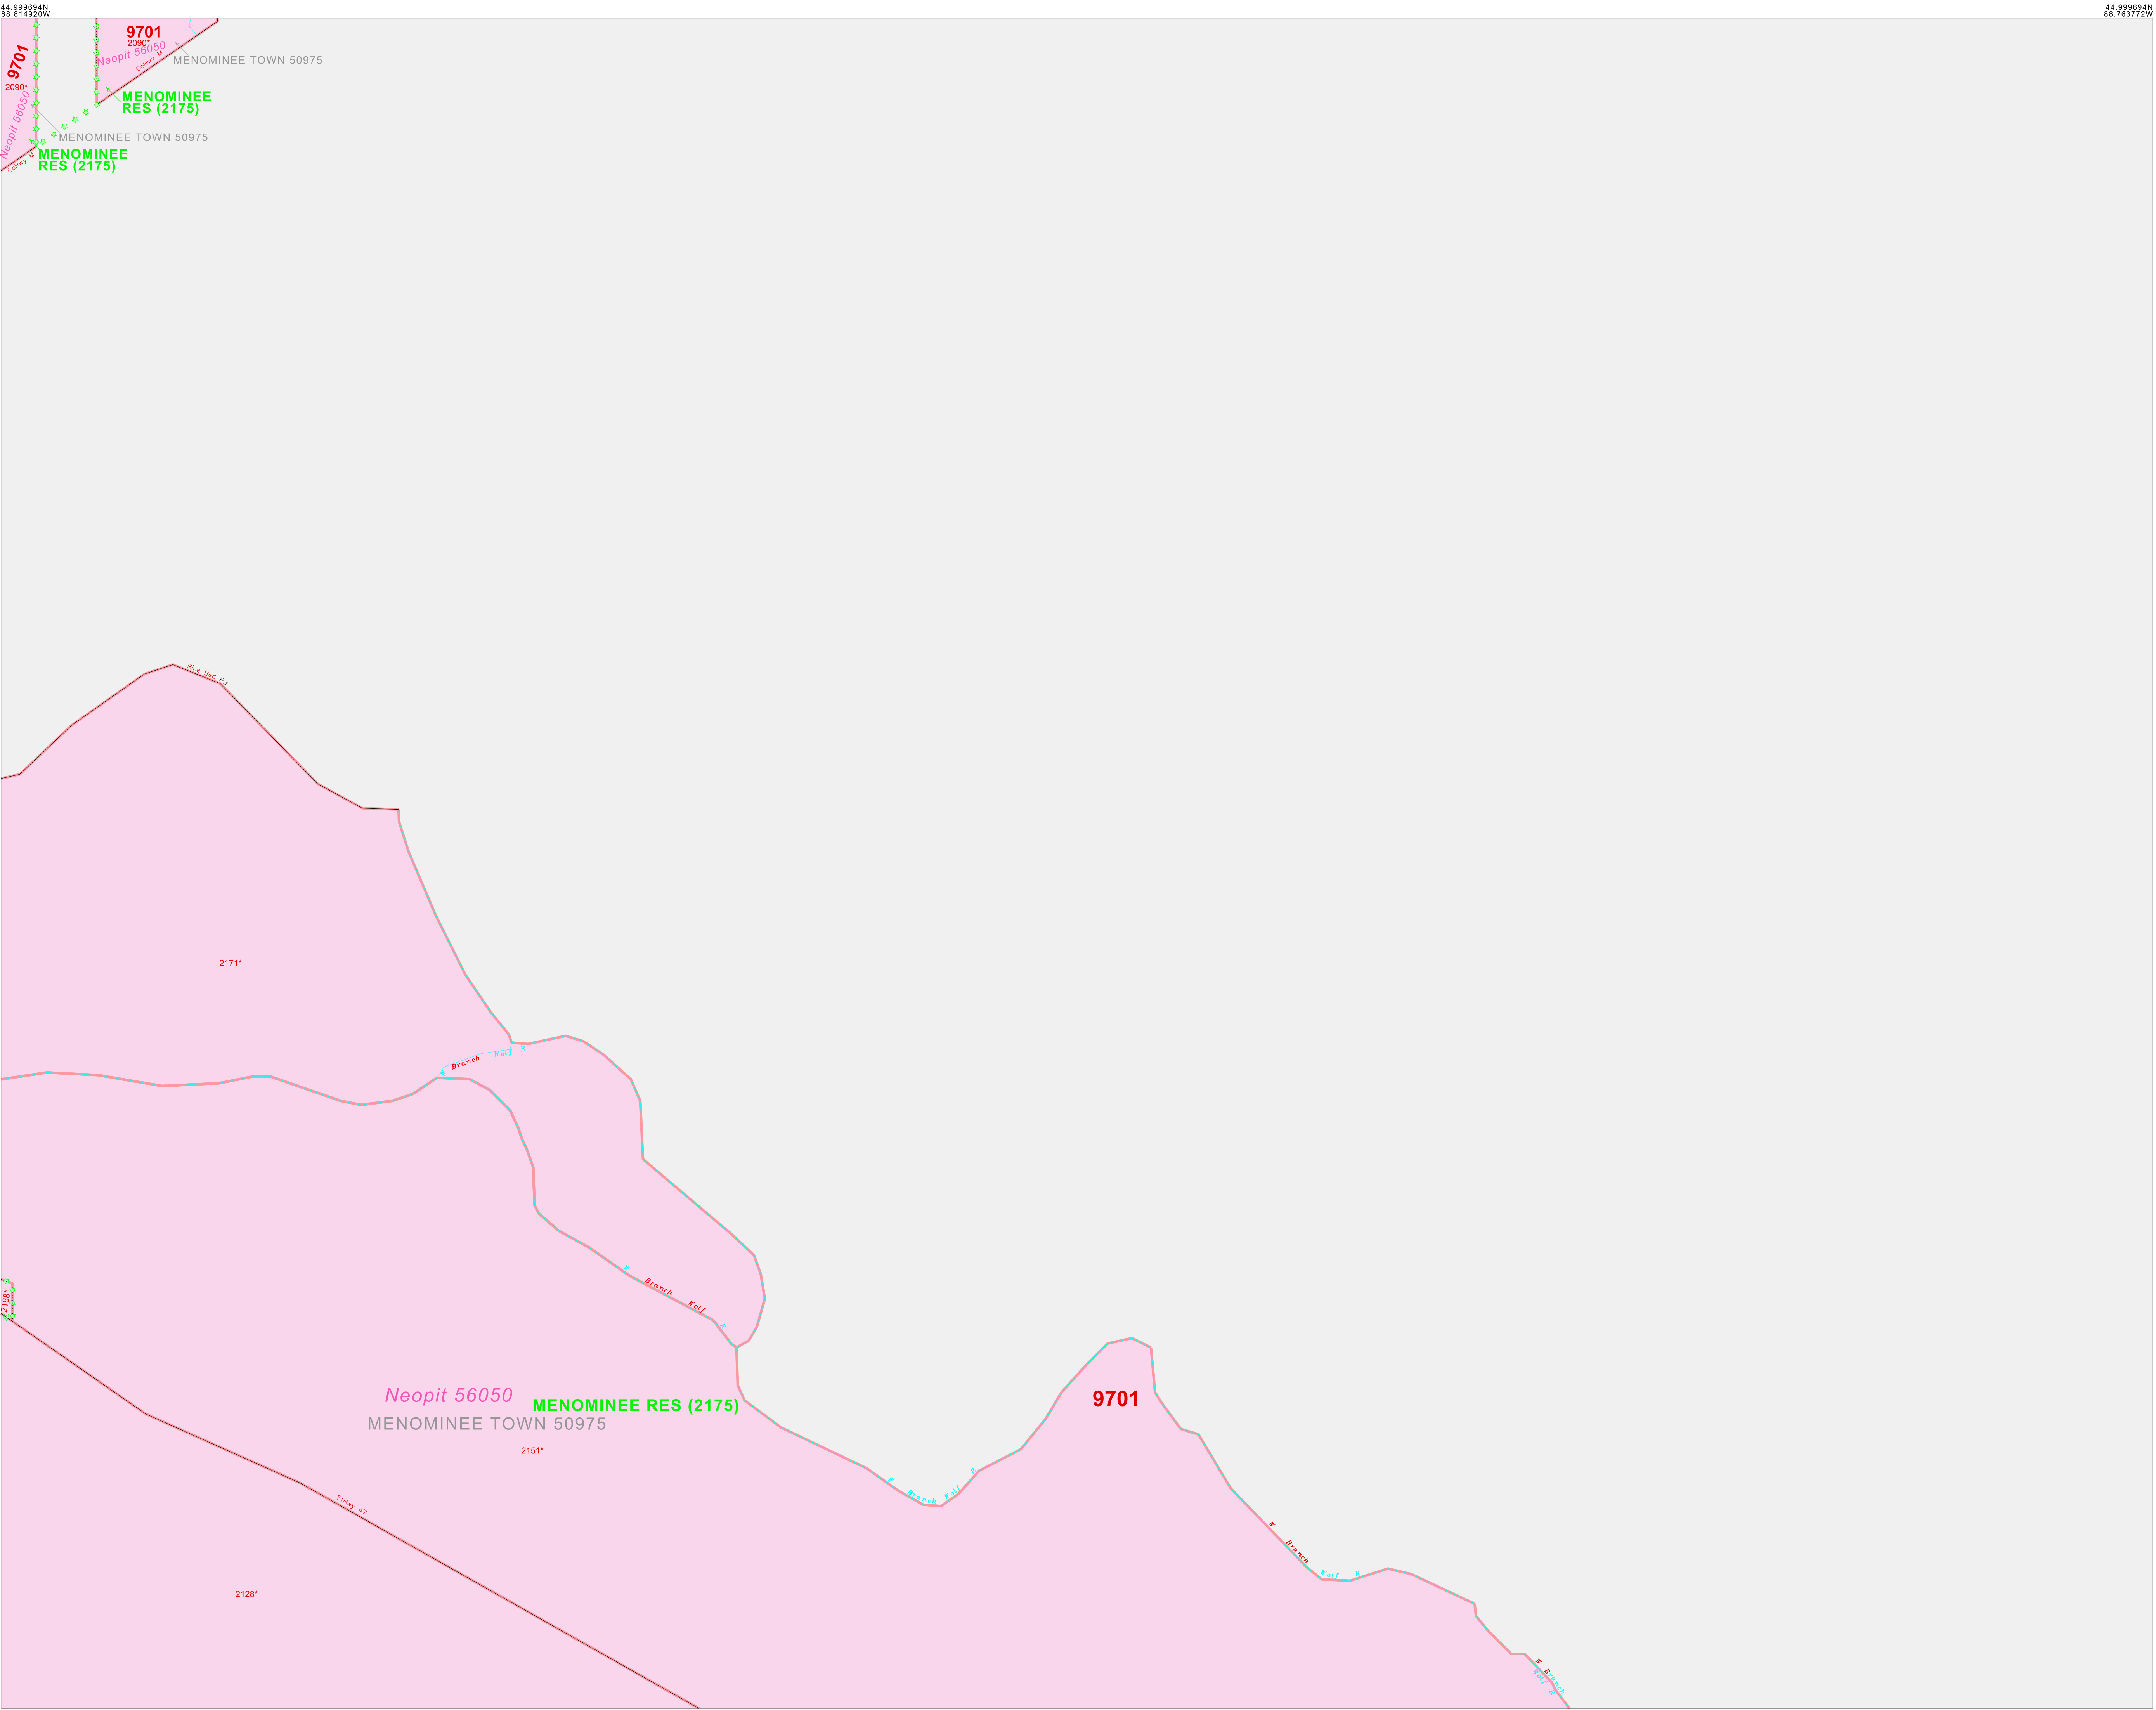 44.999694N
88.814920W
44.999694N
88.763772W
9701
2090*
Neopit 56050
CoHwy M
MENOMINEE TOWN 50975
MENOMINEE
RES (2175)
9701
2090*
Neopit 56050
MENOMINEE TOWN 50975
MENOMINEE
RES (2175)
CoHwy M
Rice Bed Rd
2171*
W Branch Wolf R
W Branch Wolf R
2168*
Neopit 56050
MENOMINEE RES (2175)
MENOMINEE TOWN 50975
9701
2151*
W Branch Wolf R
StHwy 47
W Branch Wolf R
2128*
W Branch
Wolf R